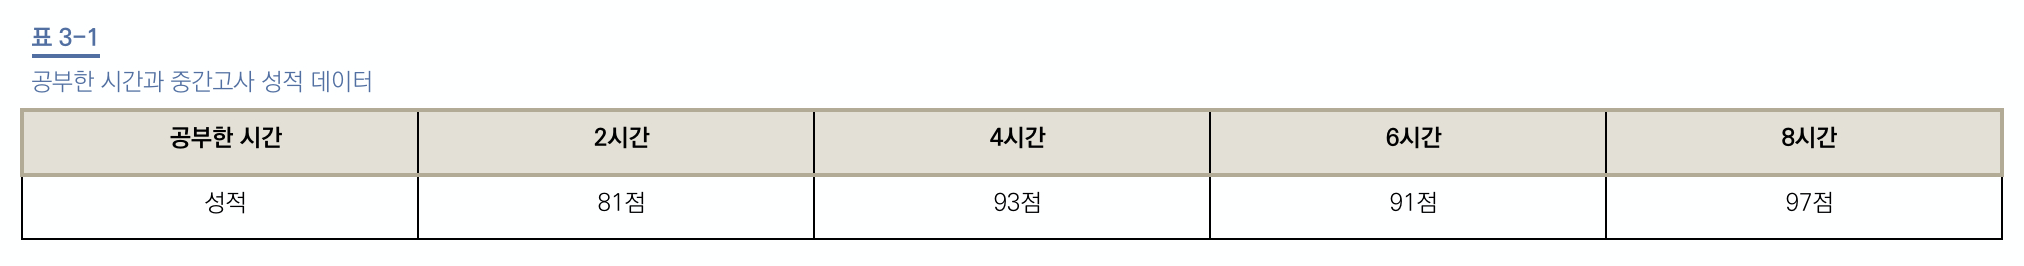 표 3-1
공부한 시간과 중간고사 성적 데이터
공부한 시간 2시간 4시간 6시간 8시간
성적 81점 93점 91점 97점